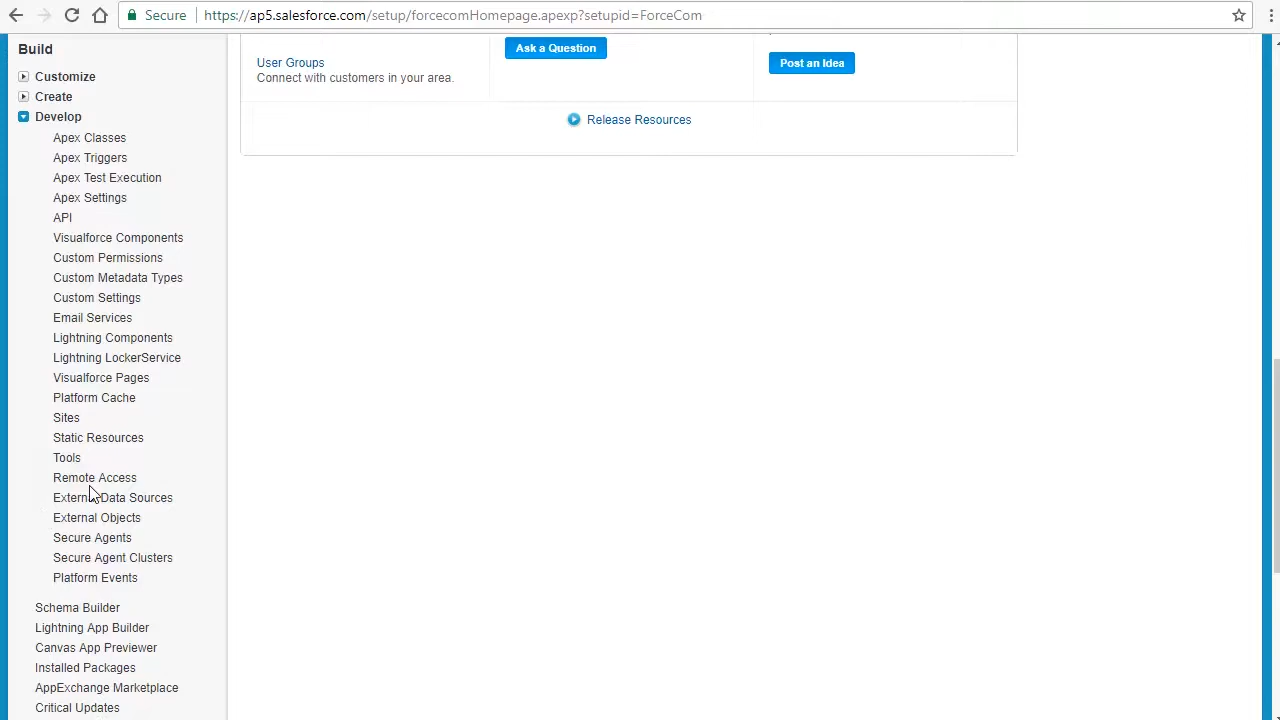 Secure
https://ap5.salesforce.com/setup/forcecomHomepage.apexp?setupid=ForceCom
Build
Customize
Create
Develop
Apex Classes
Apex Triggers
Apex Test Execution
Apex Settings
API
Visualforce Components
Custom Permissions
Custom Metadata Types
Custom Settings
Email Services
Lightning Components
Lightning LockerService
Visualforce Pages
Platform Cache
Sites
Static Resources
Tools
Remote Access
External Data Sources
External Objects
Secure Agents
Secure Agent Clusters
Platform Events
Schema Builder
Lightning App Builder
Canvas App Previewer
Installed Packages
AppExchange Marketplace
Critical Updates
User Groups
Connect with customers in your area.
Ask a Question
Post an Idea
Release Resources